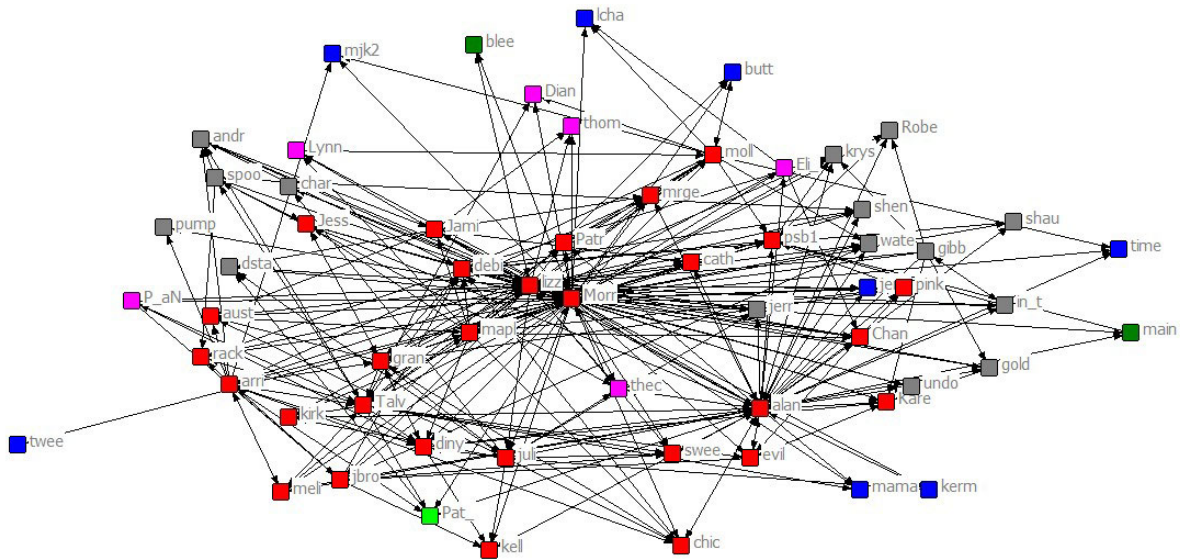 lcha
blee
mjk2
butt
Dian
thom
Robe
andr
Lynn
moll
krys
Eli
spoo
char
mrge
shen
pump
Jess
Jami
shau
Patr
psb1
wate
gibb
time
dsta
debi
cath
lizz
Morr
P_aN
pink
aust
jerr
in_t
mapl
Chan
main
rack
gran
gold
arri
thec
undo
Talv
alan
Kare
kirk
twee
diny
juli
swee
evil
meli
jbro
mama
kerm
Pat_
kell
chic